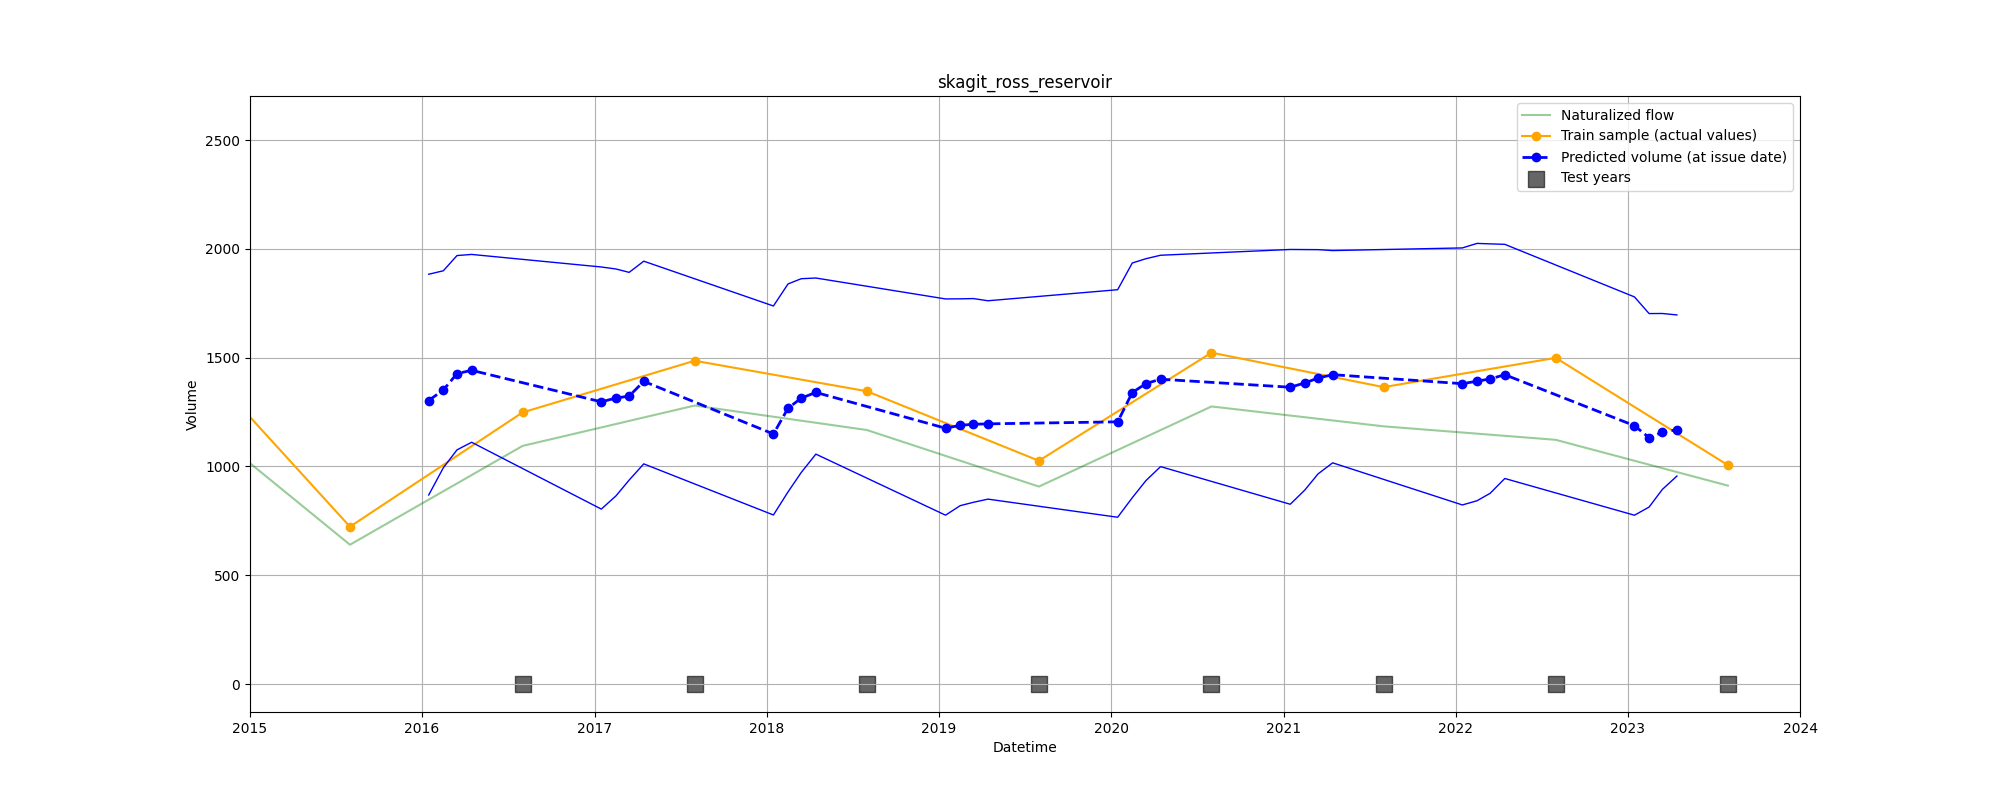 skagit_ross_reservoir
Naturalized flow
Train sample (actual values)
Predicted volume (at issue date)
Test years
Volume
2500
2000
1500
1000
500
0
2015 2016 2017 2018 2019 2020 2021 2022 2023 2024
Datetime